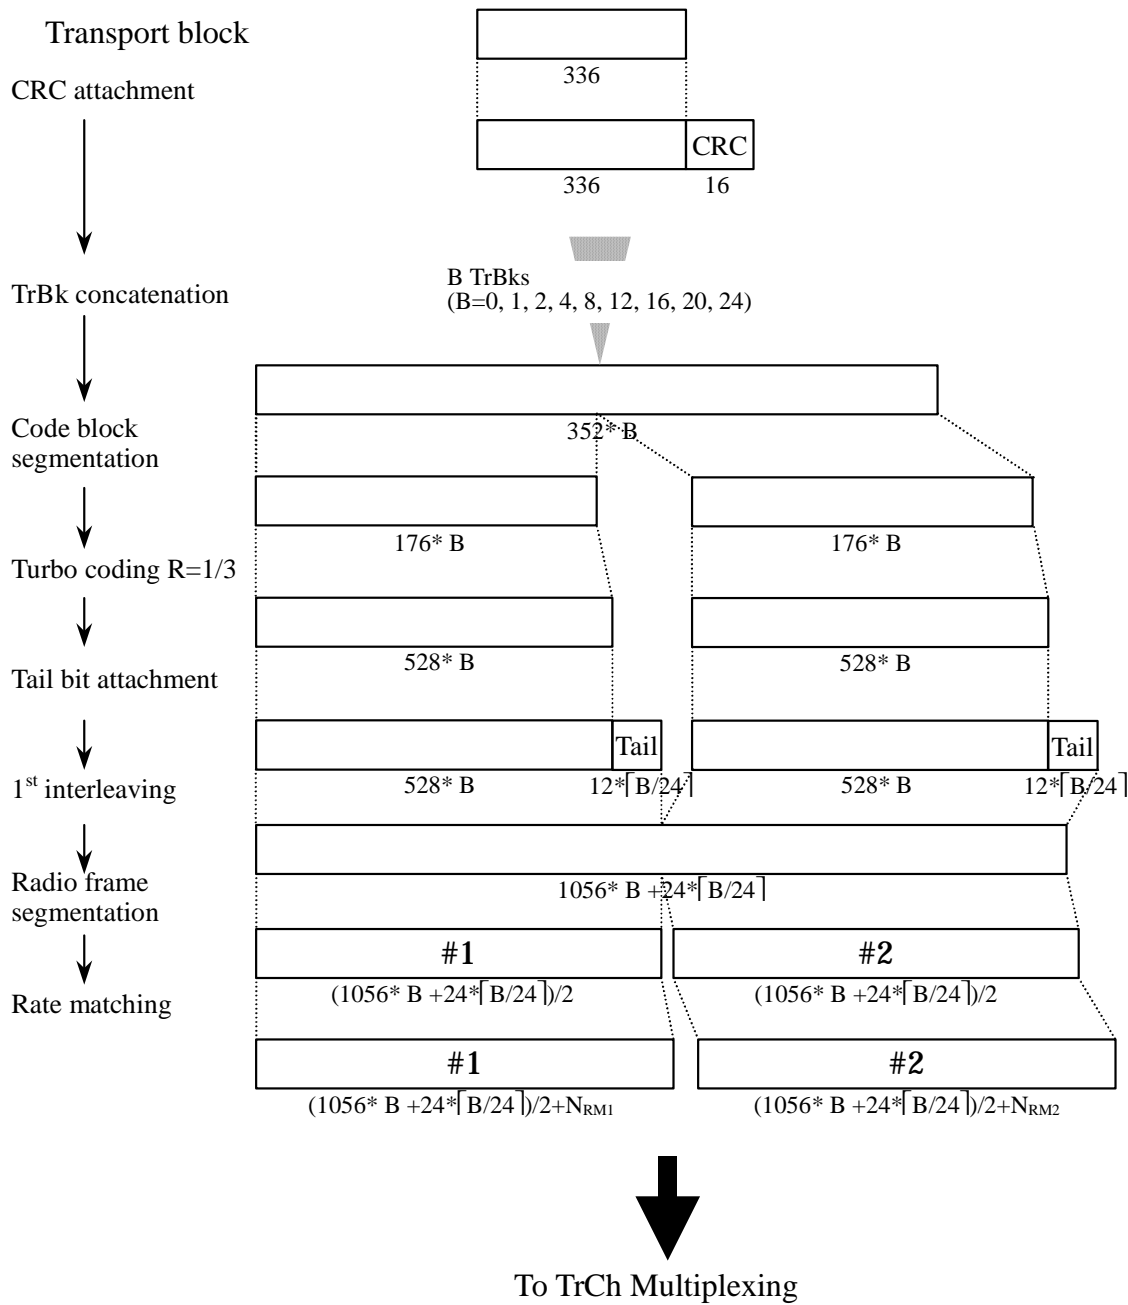 Transport block
336
CRC attachment
CRC
336 16
B TrBks
TrBk concatenation
(B=0, 1, 2, 4, 8, 12, 16, 20, 24)
352* B
Code block
segmentation
176* B 176* B
Turbo coding R=1/3
528* B 528* B
Tail bit attachment
Tail Tail
528* B 12*⌈B/24⌉ 528* B 12*⌈B/24⌉
1st interleaving
Radio frame
segmentation
1056* B +24*⌈B/24⌉
#1 #2
(1056* B +24*⌈B/24⌉)/2 (1056* B +24*⌈B/24⌉)/2
Rate matching
#1 #2
(1056* B +24*⌈B/24⌉)/2+NRM1 (1056* B +24*⌈B/24⌉)/2+NRM2
To TrCh Multiplexing